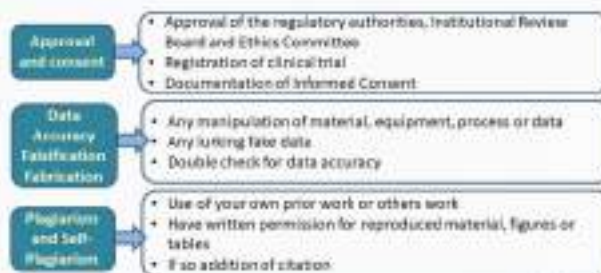 Approval
and consent
• Approval of the regulatory authorities, Institutional Review
Board and Ethics Committee
• Registration of clinical trial
• Documentation of Informed Consent
Data
Accuracy
Falsification
Fabrication
• Any manipulation of material, equipment, process or data
• Any lurking fake data
• Double check for data accuracy
Plagiarism
and Self-
Plagiarism
• Use of your own prior work or others work
• Have written permission for reproduced material, figures or
tables
• If so addition of citation